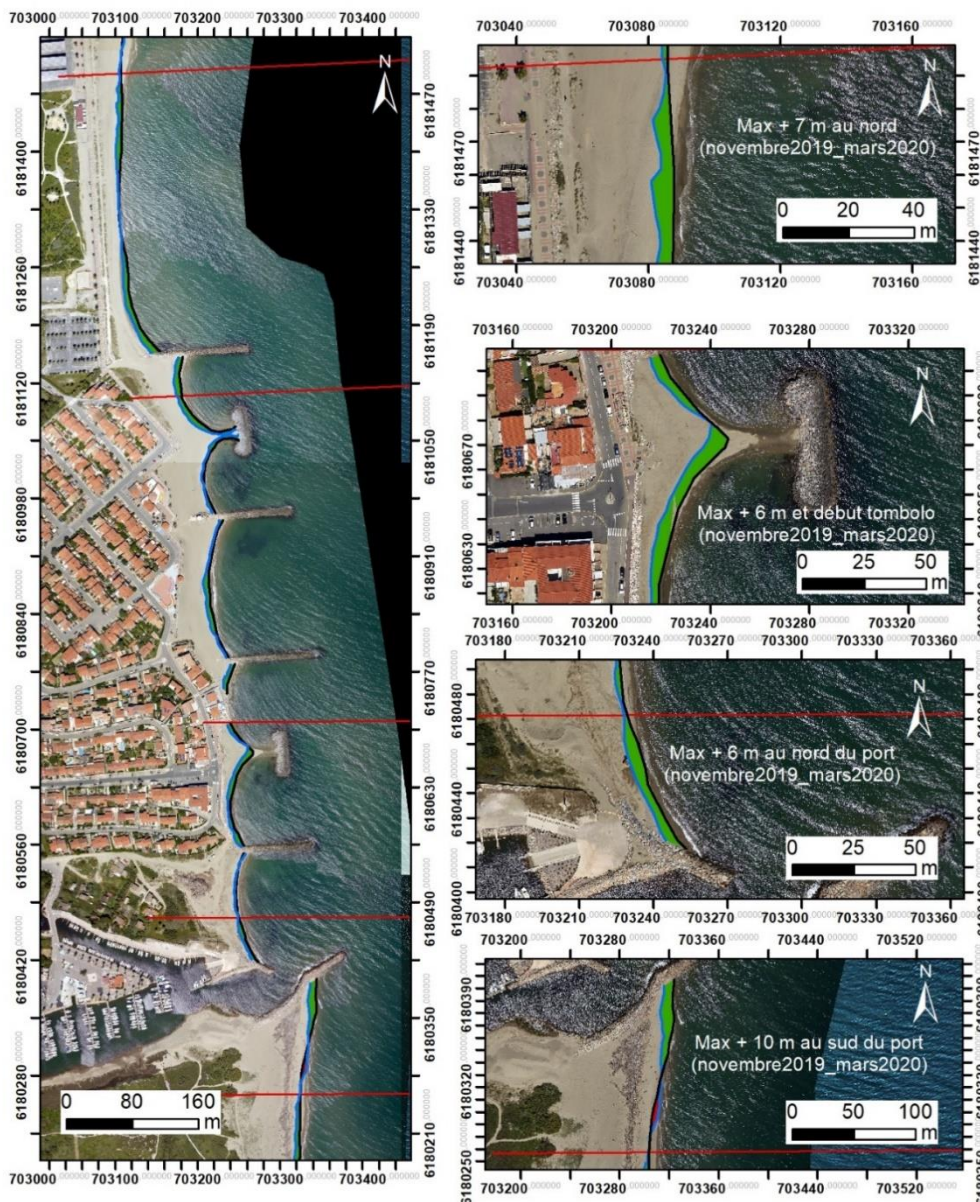 703000 703100 703200 703300 703400
N
6181470
6181400
6181330
6181260
6181190
6181120
6181050
6180980
6180910
6180840
6180770
6180700
6180630
6180560
6180490
6180420
6180350
6180280
6180210
0 80 160
m
703000 703100 703200 703300 703400
703040 703080 703120 703160
N
6181470 6181470
6181440 6181440
Max + 7 m au nord
(novembre2019_mars2020)
0 20 40
m
703040 703080 703120 703160
703160 703200 703240 703280 703320
N
6180670
6180630
Max + 6 m et début tombolo
(novembre2019_mars2020)
0 25 50
m
703160 703200 703240 703280 703320
703180 703210 703240 703270 703300 703330 703360
N
6180480
6180440
6180400
Max + 6 m au nord du port
(novembre2019_mars2020)
0 25 50
m
703180 703210 703240 703270 703300 703330 703360
703200 703280 703360 703440 703520
N
6180390
6180320
6180250
Max + 10 m au sud du port
(novembre2019_mars2020)
0 50 100
m
703200 703280 703360 703440 703520